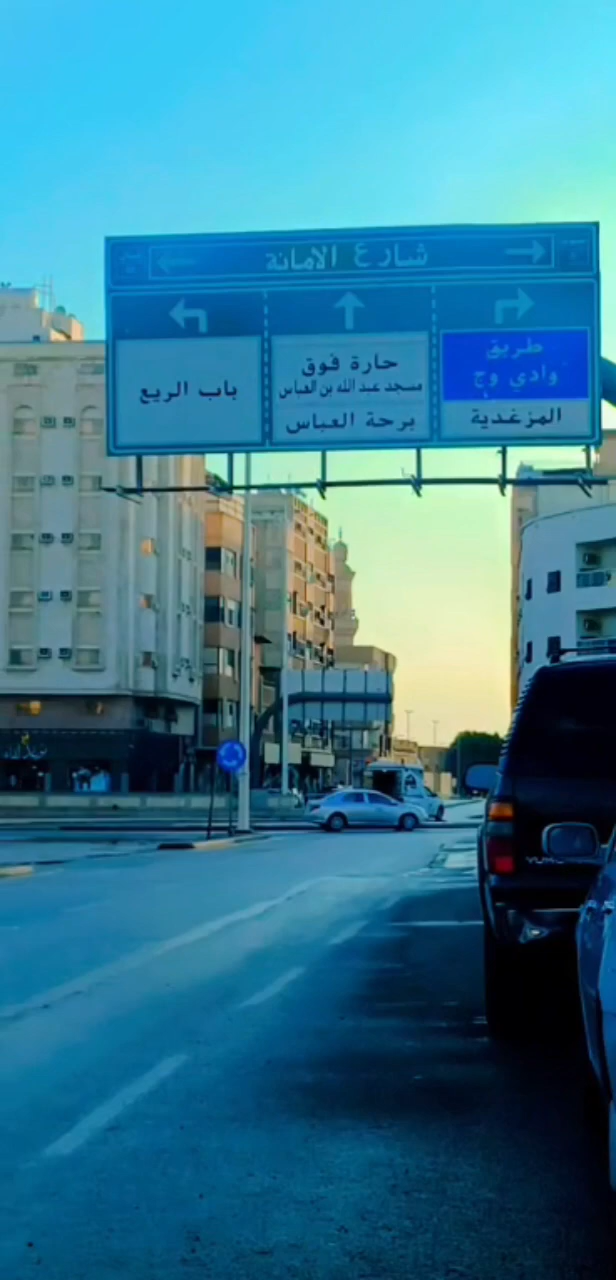 شارع الامانة
طريق
وادي وج
المزغدية
حارة فوق
مسجد عبد الله بن العباس
برحة العباس
باب الريع